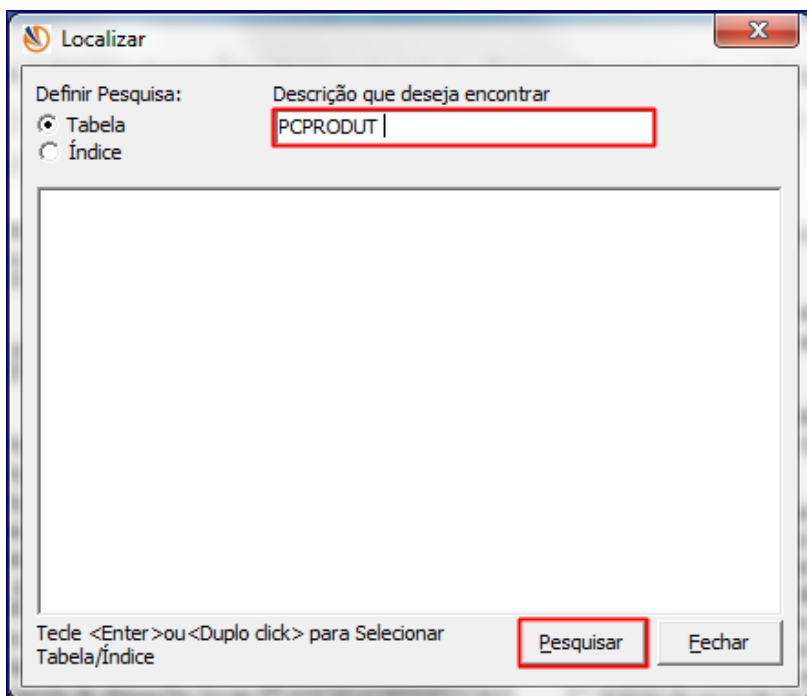 Localizar
Definir Pesquisa:
Descrição que deseja encontrar
Tabela
PCPRODUT
Índice
Tecle <Enter>ou<Duplo click> para Selecionar
Tabela/Índice
Pesquisar
Fechar